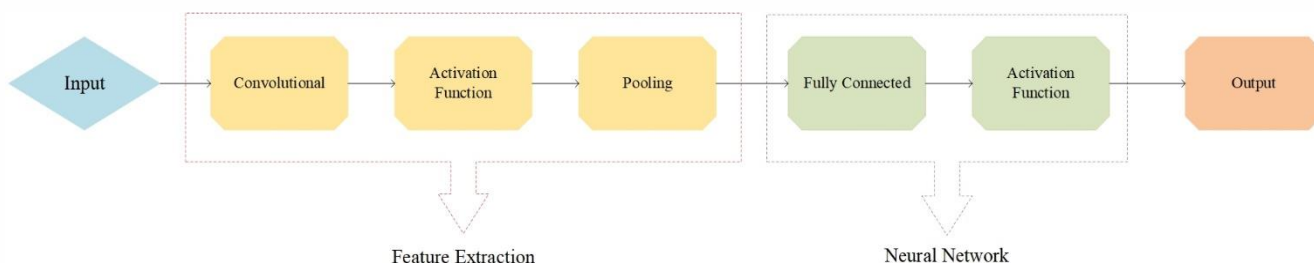 Input
Convolutional
Activation
Function
Pooling
Fully Connected
Activation
Function
Output
Feature Extraction
Neural Network